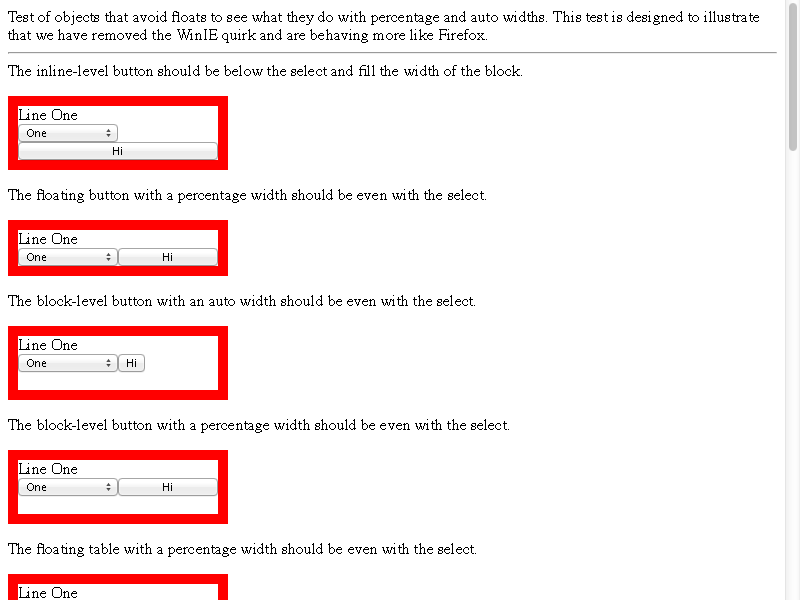 Test of objects that avoid floats to see what they do with percentage and auto widths. This test is designed to illustrate
that we have removed the WinIE quirk and are behaving more like Firefox.
The inline-level button should be below the select and fill the width of the block.
Line One
One
Hi
The floating button with a percentage width should be even with the select.
Line One
One Hi
The block-level button with an auto width should be even with the select.
Line One
One Hi
The block-level button with a percentage width should be even with the select.
Line One
One Hi
The floating table with a percentage width should be even with the select.
Line One